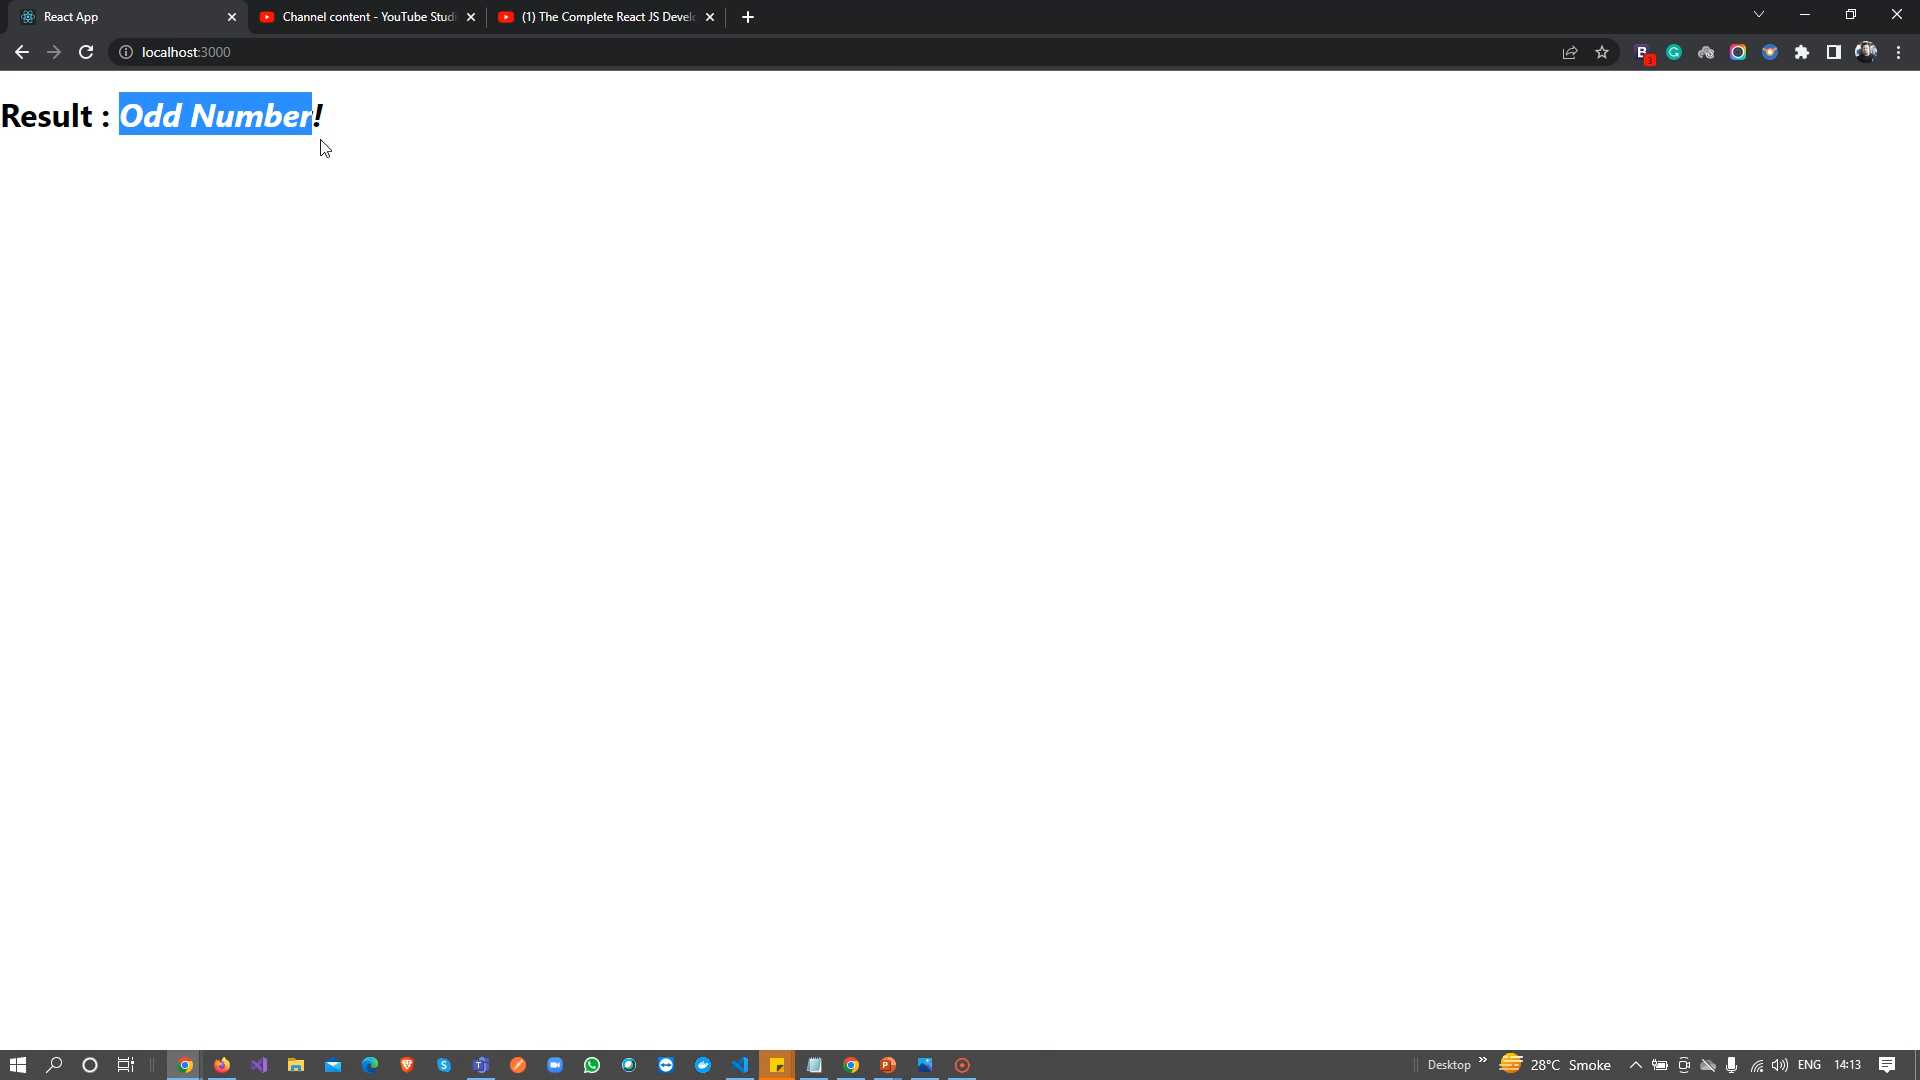 React App
Channel content - YouTube Studi
(1) The Complete React JS Develo
localhost:3000
3
Result : Odd Number!
Desktop
28°C Smoke
ENG
14:13